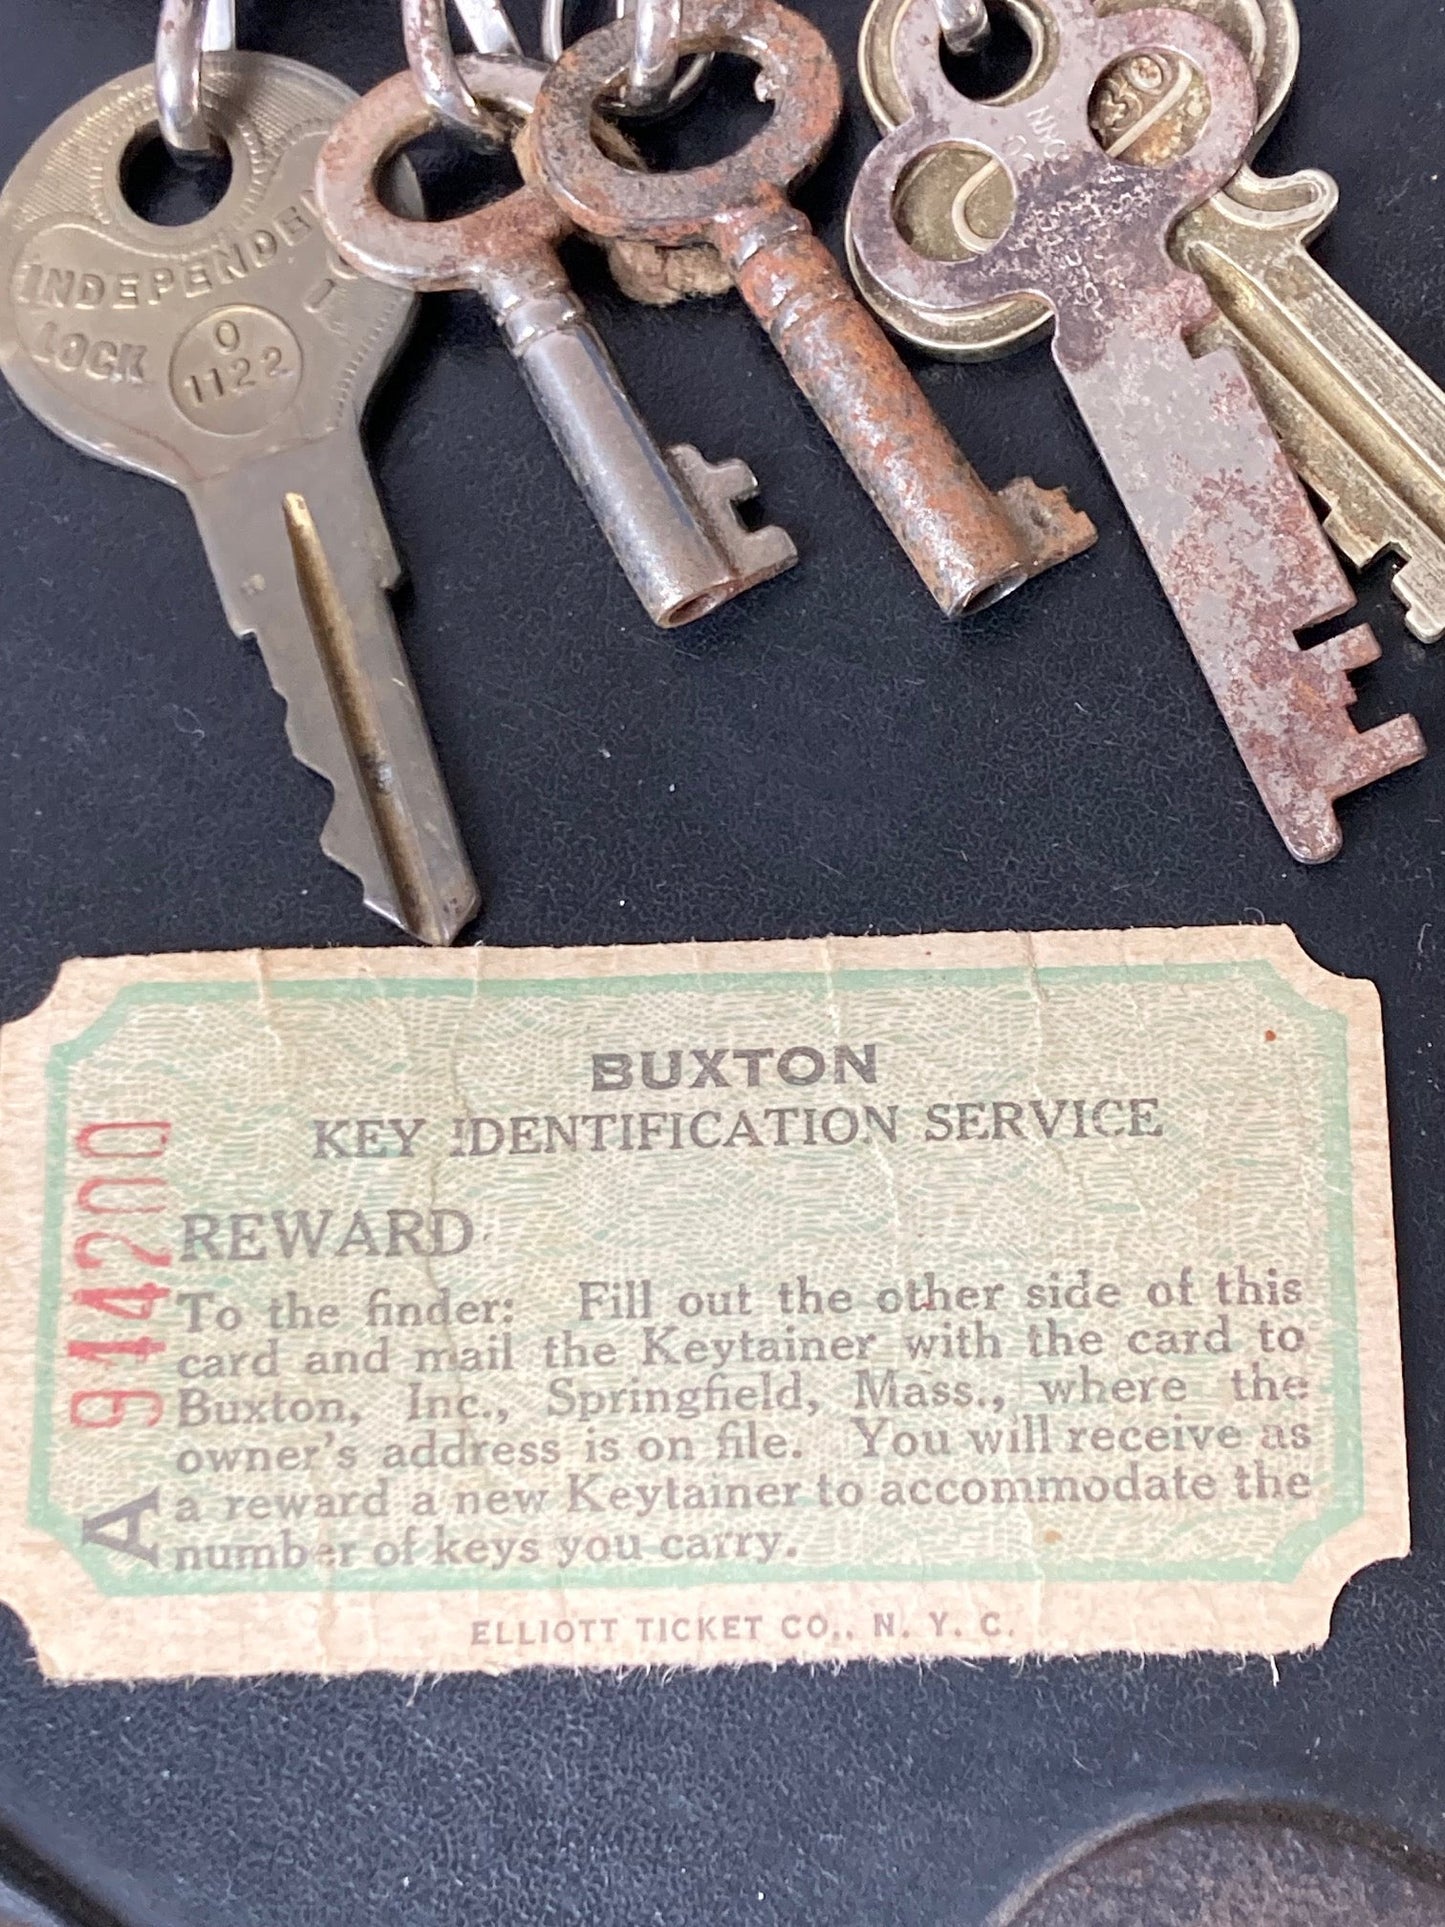 INDEPENDEN
LOCK
O
1122
BUXTON
KEY IDENTIFICATION SERVICE
REWARD
To the finder: Fill out the other side of this
card and mail the Keytainer with the card to
Buxton, Inc., Springfield, Mass., where the
owner's address is on file. You will receive as
a reward a new Keytainer to accommodate the
number of keys you carry.
A 914200
ELLIOTT TICKET CO., N. Y. C.